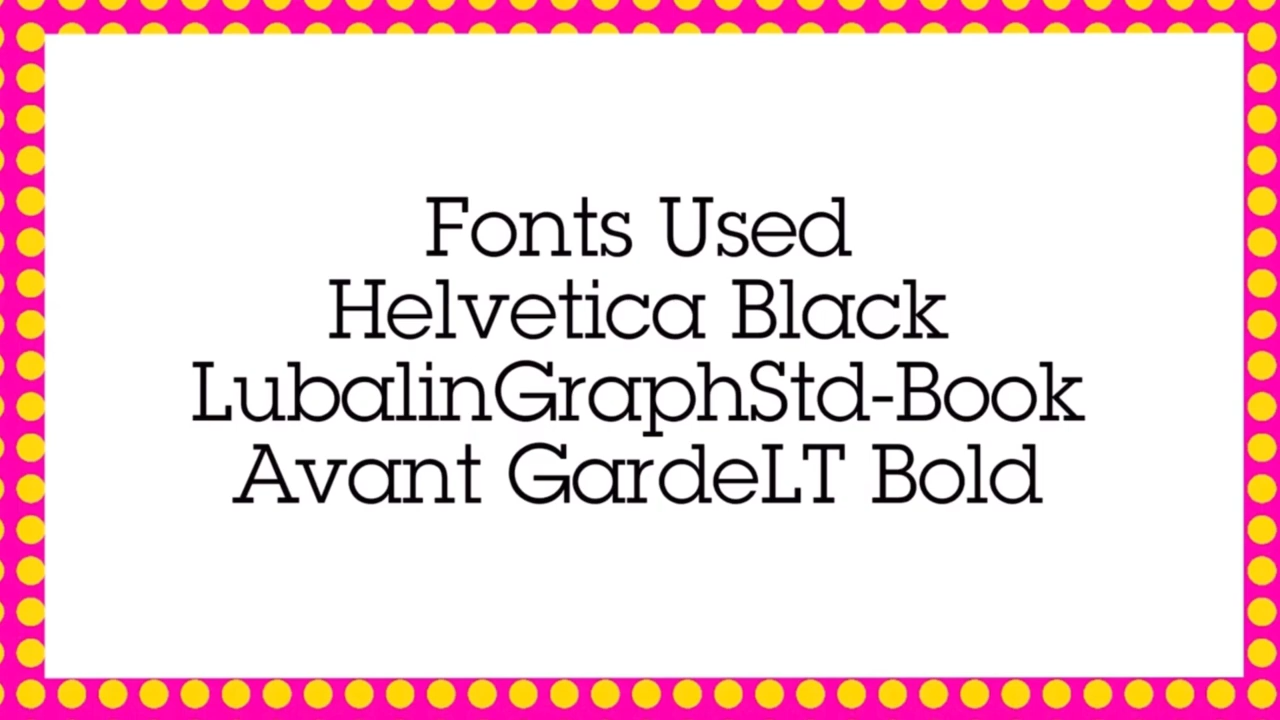 Fonts Used
Helvetica Black
LubalinGraphStd-Book
Avant GardeLT Bold